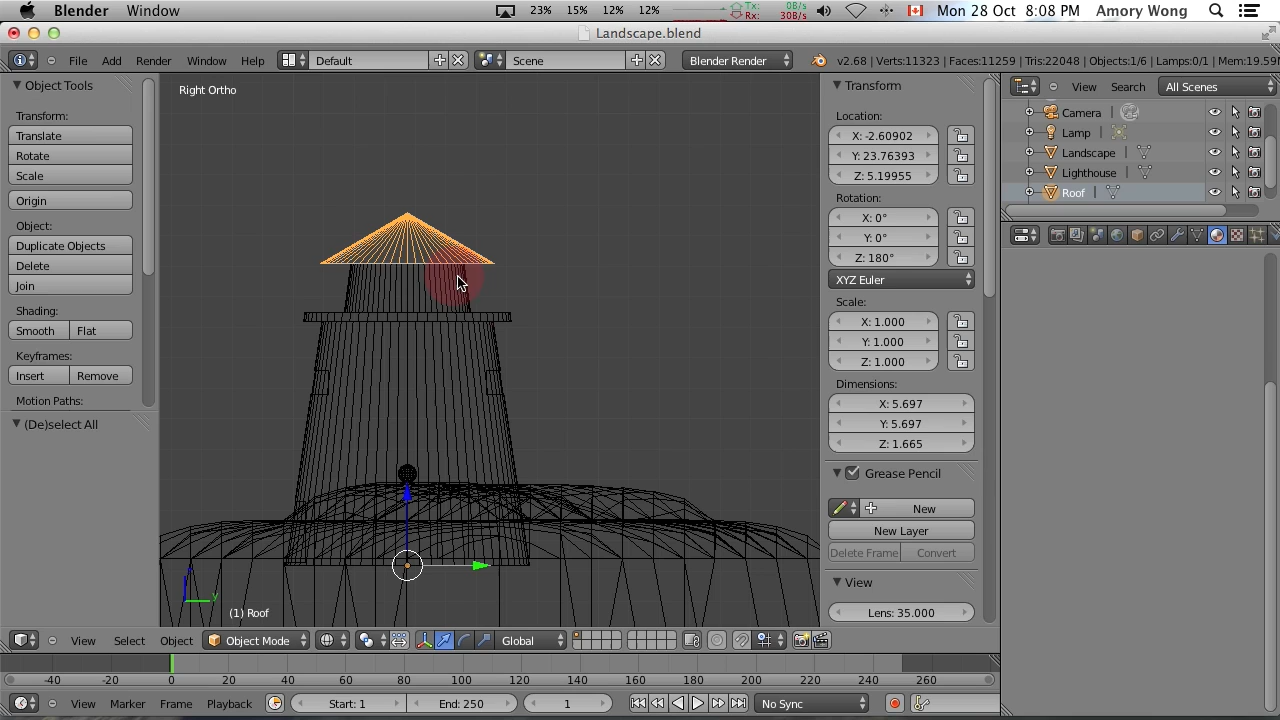 Blender Window 23% 15% 12% 12% Tx: 0B/s Rx: 30B/s Mon 28 Oct 8:08 PM Amory Wong
Landscape.blend
File Add Render Window Help Default Scene Blender Render v2.68 | Verts:11323 | Faces:11259 | Tris:22048 | Objects:1/6 | Lamps:0/1 | Mem:19.59
Object Tools
Transform:
Translate
Rotate
Scale
Origin
Object:
Duplicate Objects
Delete
Join
Shading:
Smooth Flat
Keyframes:
Insert Remove
Motion Paths:
(De)select All
Right Ortho
y
(1) Roof
Transform
Location:
X: -2.60902
Y: 23.76393
Z: 5.19955
Rotation:
X: 0°
Y: 0°
Z: 180°
XYZ Euler
Scale:
X: 1.000
Y: 1.000
Z: 1.000
Dimensions:
X: 5.697
Y: 5.697
Z: 1.665
Grease Pencil
New
New Layer
Delete Frame Convert
View
Lens: 35.000
View Search All Scenes
Camera
Lamp
Landscape
Lighthouse
Roof
View Select Object Object Mode Global
-40 -20 0 20 40 60 80 100 120 140 160 180 200 220 240 260
View Marker Frame Playback Start: 1 End: 250 1 No Sync